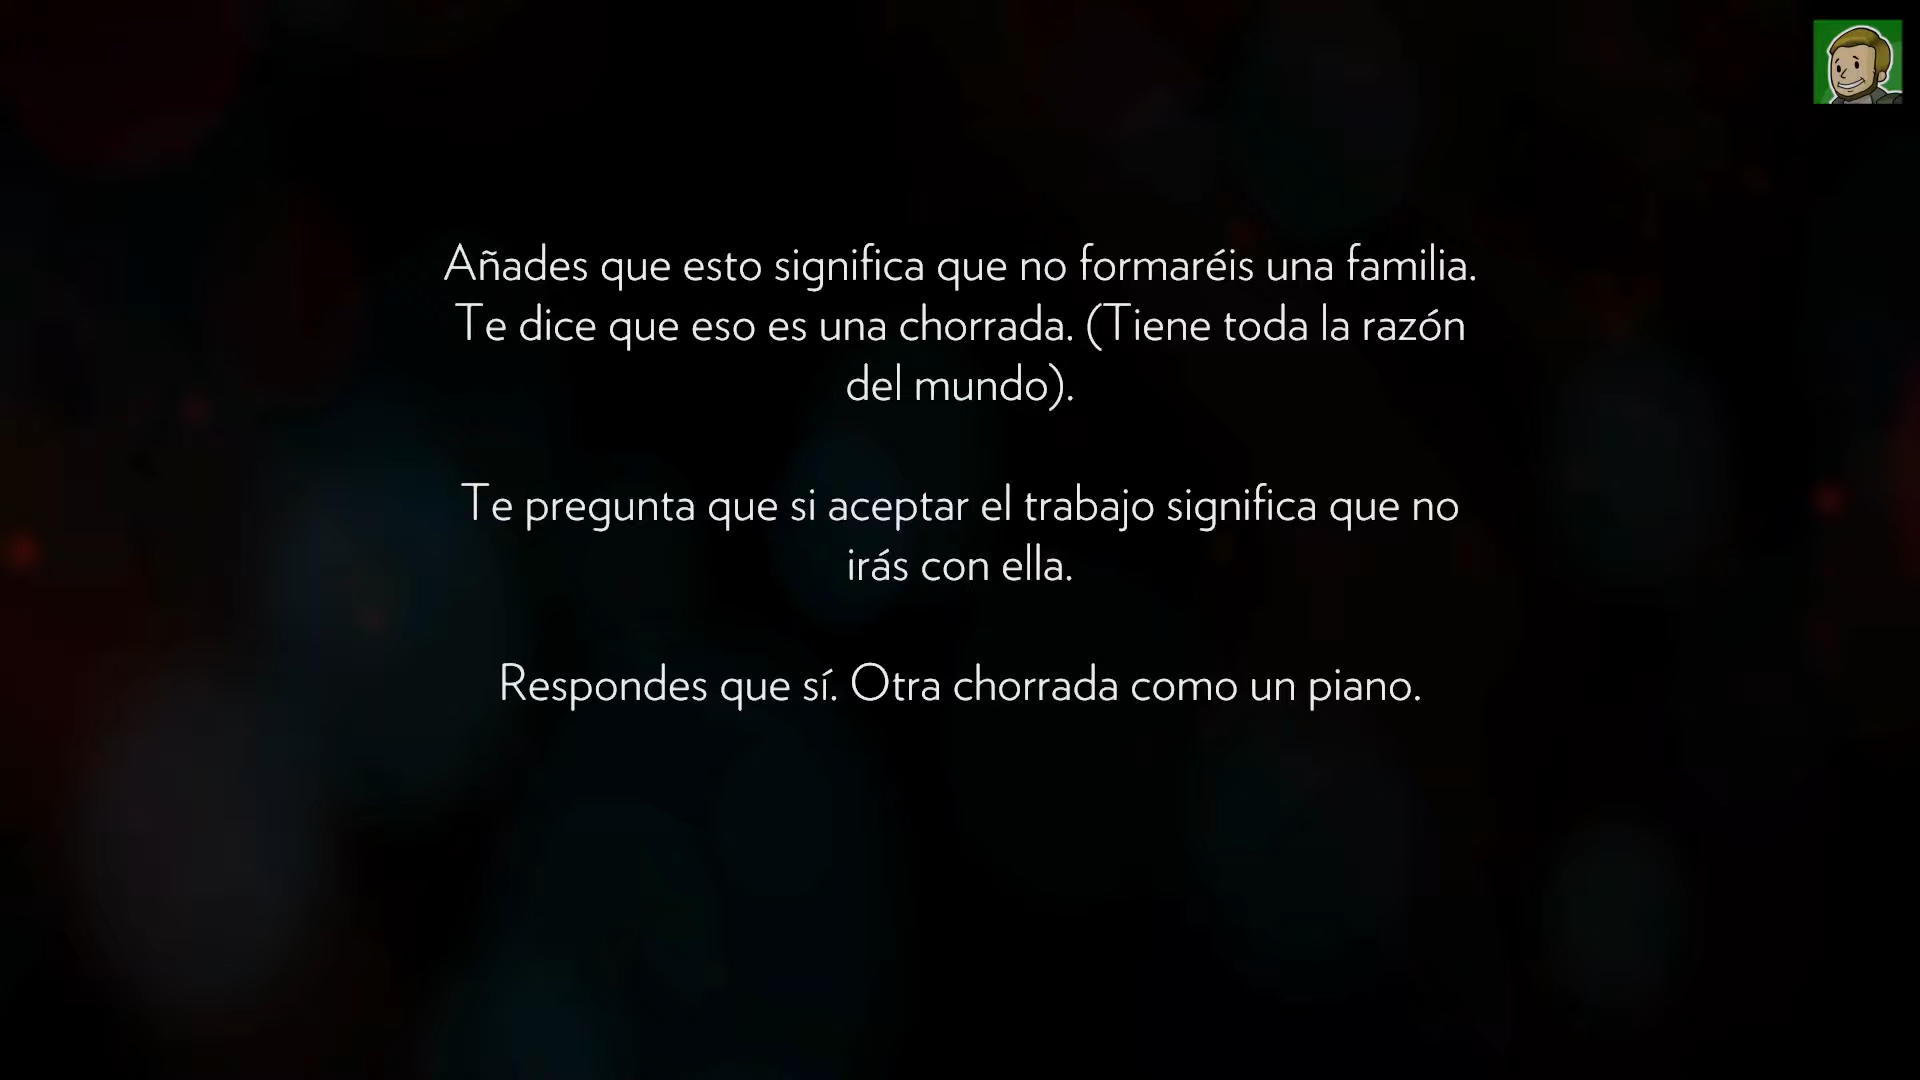 Añades que esto significa que no formaréis una familia.
Te dice que eso es una chorrada. (Tiene toda la razón
del mundo).
Te pregunta que si aceptar el trabajo significa que no
irás con ella.
Respondes que sí. Otra chorrada como un piano.